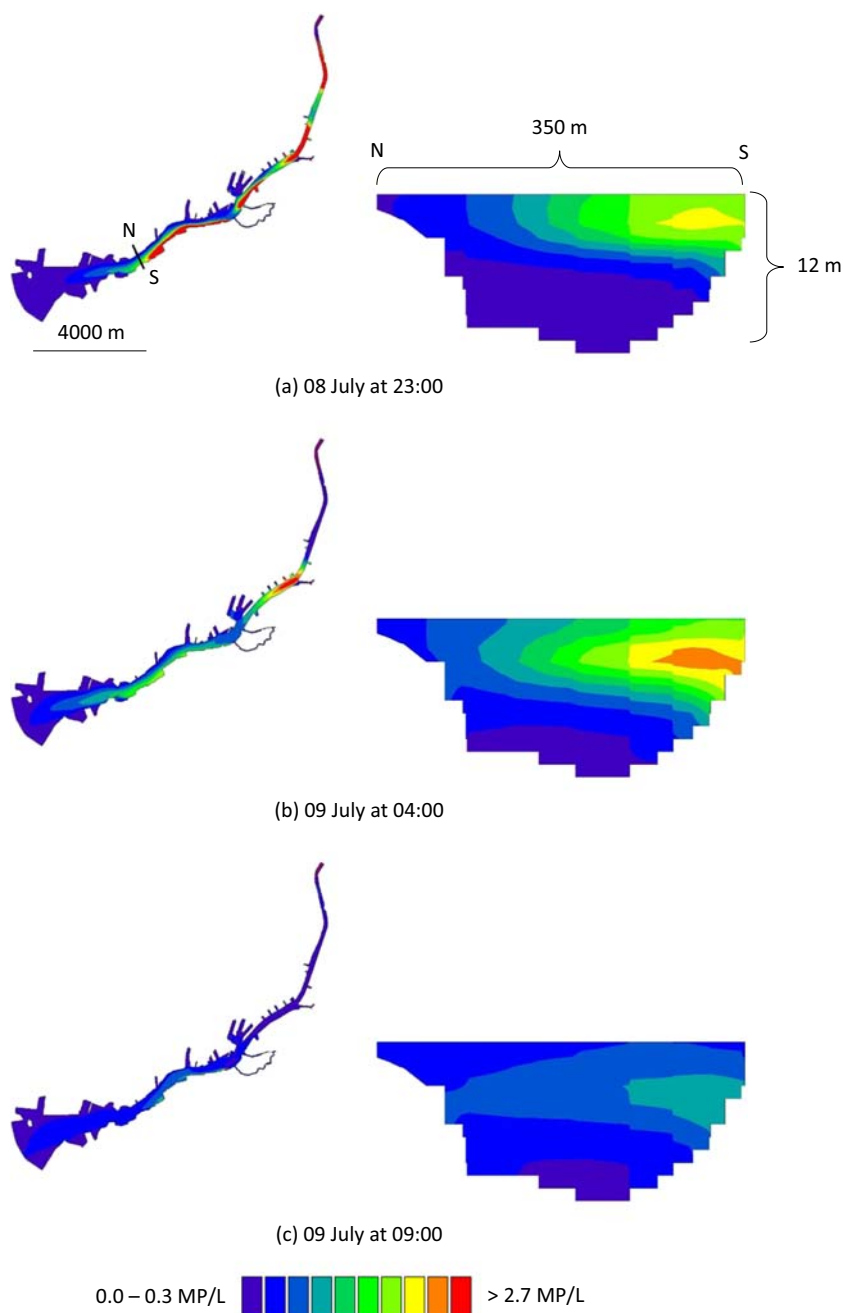 N
350 m
S
N
S
12 m
4000 m
(a) 08 July at 23:00
(b) 09 July at 04:00
(c) 09 July at 09:00
0.0 – 0.3 MP/L
> 2.7 MP/L